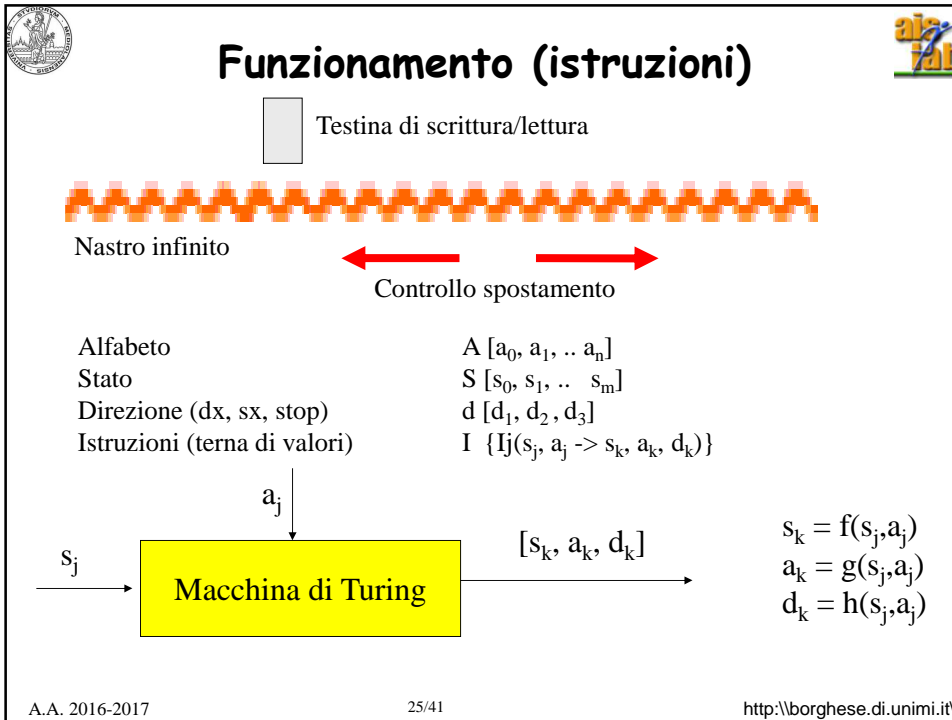 Funzionamento (istruzioni)
Testina di scrittura/lettura
Nastro infinito
Controllo spostamento
Alfabeto A [a₀, a₁, .. aₙ]
Stato S [s₀, s₁, .. sₘ]
Direzione (dx, sx, stop) d [d₁, d₂ , d₃]
Istruzioni (terna di valori) I {Ij(sⱼ, aⱼ -> sₖ, aₖ, dₖ)}
aⱼ
sⱼ
Macchina di Turing
[sₖ, aₖ, dₖ]
sₖ = f(sⱼ,aⱼ)
aₖ = g(sⱼ,aⱼ)
dₖ = h(sⱼ,aⱼ)
A.A. 2016-2017 25/41 http:\\borghese.di.unimi.it\